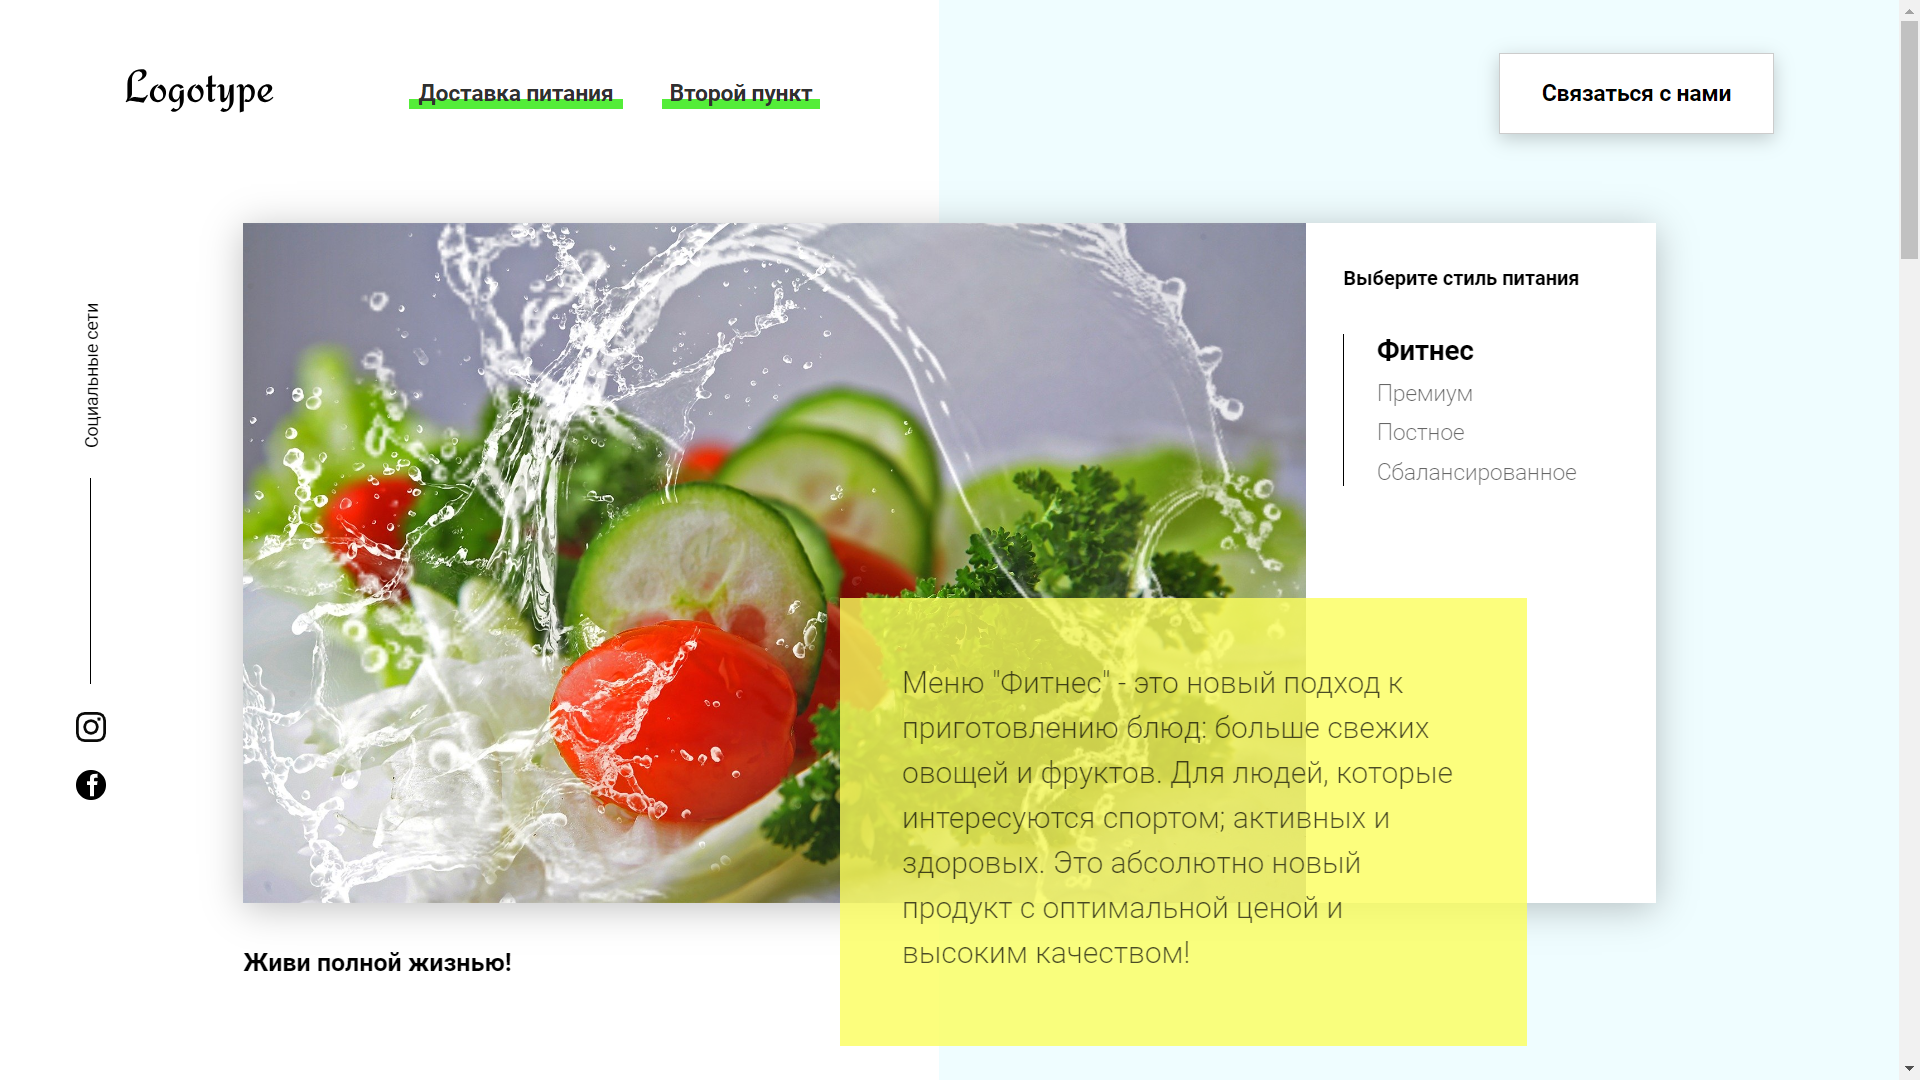 Logotype
Доставка питания
Второй пункт
Связаться с нами
Социальные сети
Выберите стиль питания
Фитнес
Премиум
Постное
Сбалансированное
Меню "Фитнес" - это новый подход к
приготовлению блюд: больше свежих
овощей и фруктов. Для людей, которые
интересуются спортом; активных и
здоровых. Это абсолютно новый
продукт с оптимальной ценой и
высоким качеством!
Живи полной жизнью!